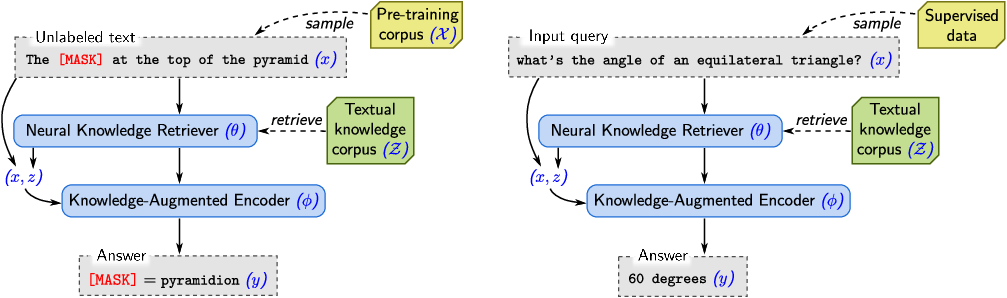 Unlabeled text
sample
Pre-training
corpus (𝒳)
The [MASK] at the top of the pyramid (x)
Neural Knowledge Retriever (θ)
retrieve
Textual
knowledge
corpus (𝒵)
(x, z)
Knowledge-Augmented Encoder (ϕ)
Answer
[MASK] = pyramidion (y)
Input query
sample
Supervised
data
what's the angle of an equilateral triangle? (x)
Neural Knowledge Retriever (θ)
retrieve
Textual
knowledge
corpus (𝒵)
(x, z)
Knowledge-Augmented Encoder (ϕ)
Answer
60 degrees (y)